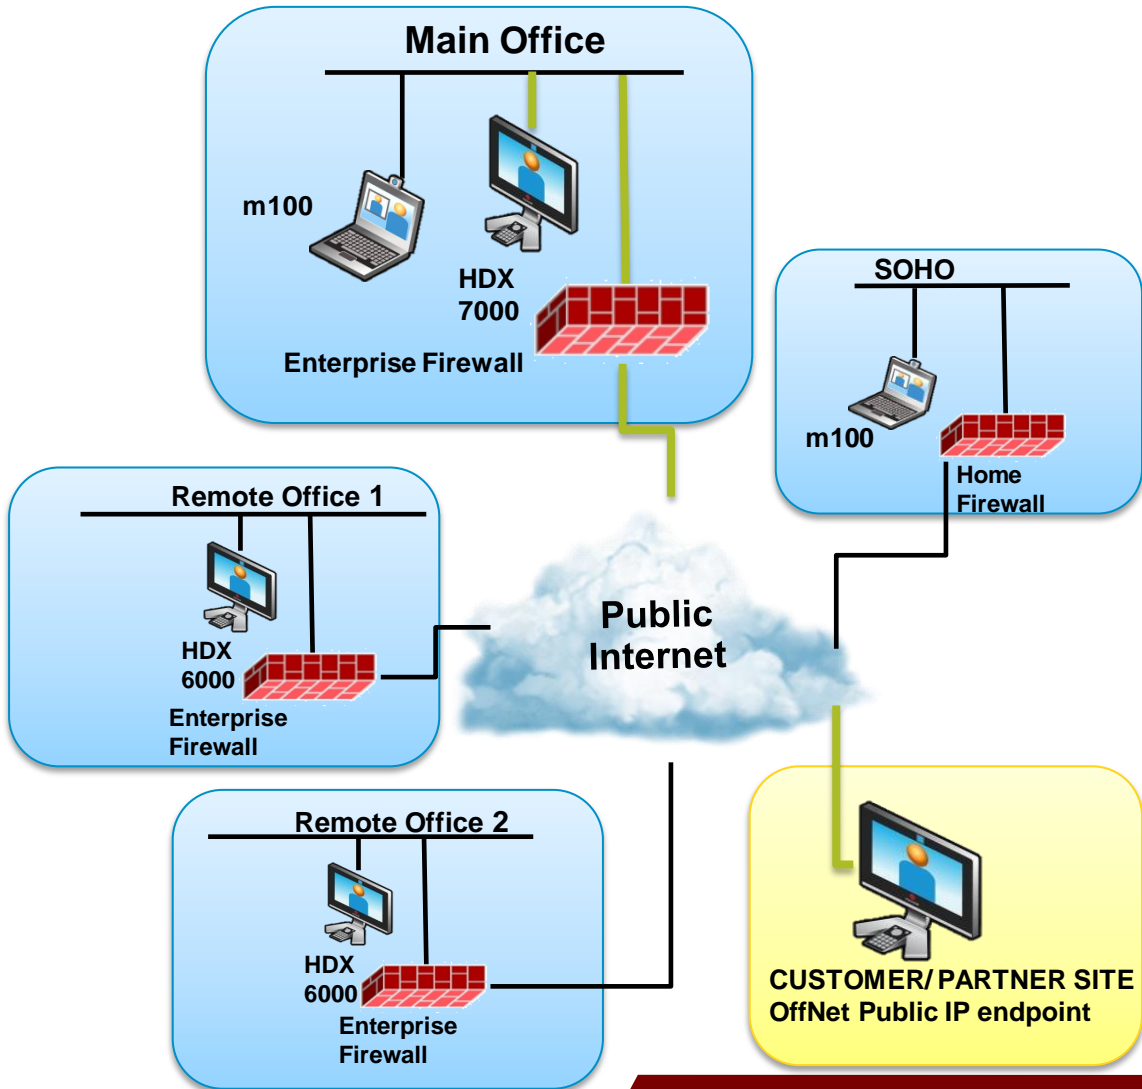 Main Office
m100
HDX
7000
Enterprise Firewall
SOHO
m100
Home
Firewall
Remote Office 1
HDX
6000
Enterprise
Firewall
Public
Internet
Remote Office 2
HDX
6000
Enterprise
Firewall
CUSTOMER/ PARTNER SITE
OffNet Public IP endpoint